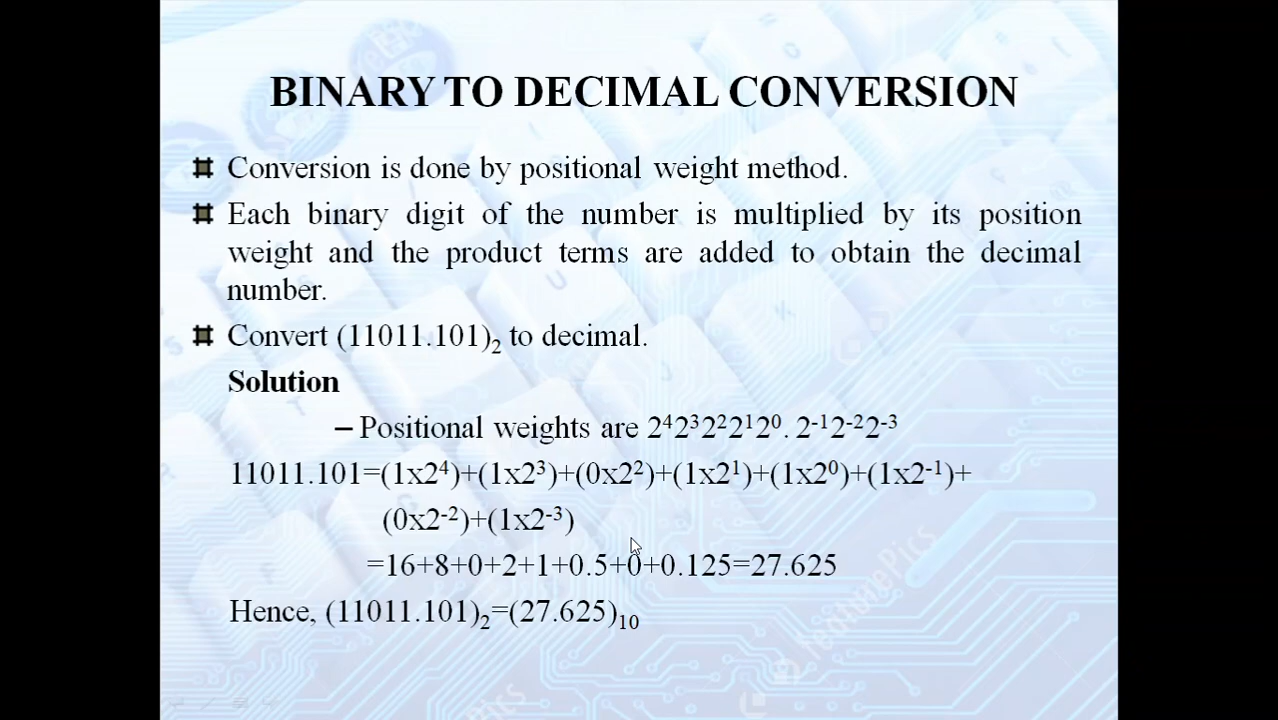 BINARY TO DECIMAL CONVERSION
Conversion is done by positional weight method.
Each binary digit of the number is multiplied by its position
weight and the product terms are added to obtain the decimal
number.
Convert (11011.101)₂ to decimal.
Solution
– Positional weights are 2⁴2³2²2¹2⁰. 2⁻¹2⁻²2⁻³
11011.101=(1x2⁴)+(1x2³)+(0x2²)+(1x2¹)+(1x2⁰)+(1x2⁻¹)+
(0x2⁻²)+(1x2⁻³)
=16+8+0+2+1+0.5+0+0.125=27.625
Hence, (11011.101)₂=(27.625)₁₀